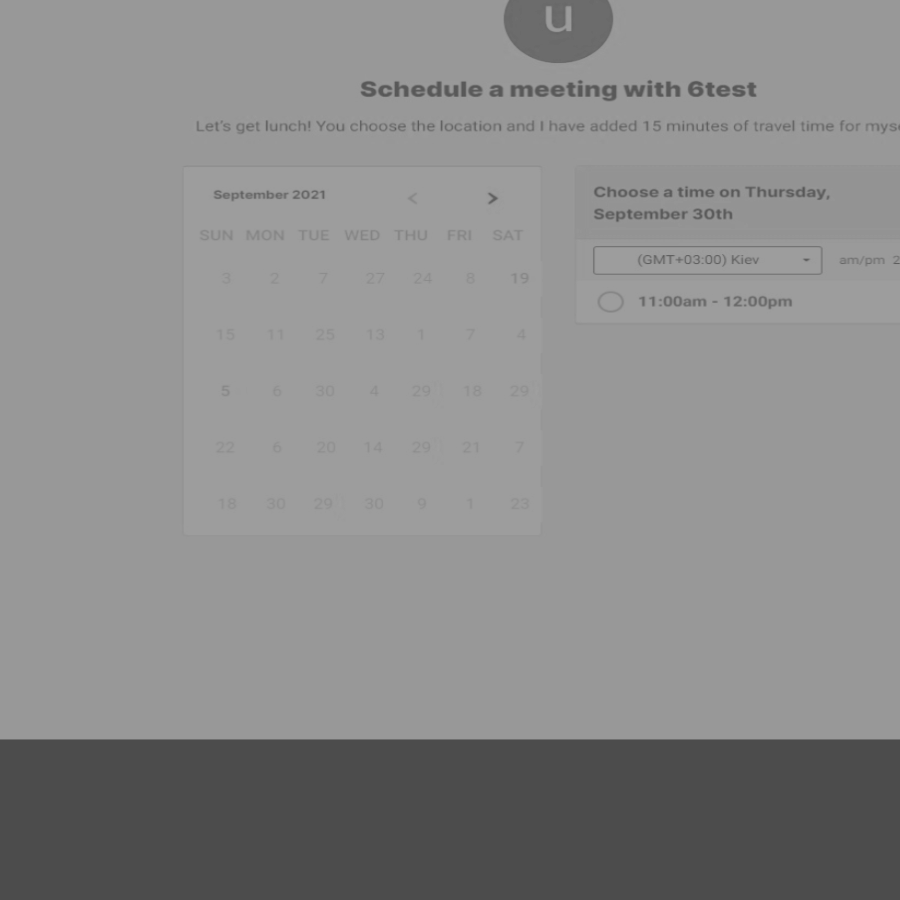 u
Schedule a meeting with 6test
Let's get lunch! You choose the location and I have added 15 minutes of travel time for
September 2021 < >
SUN MON TUE WED THU FRI SAT
3 2 7 27 24 8 19
15 11 25 13 1 7 4
5 6 30 4 29 18 29
22 6 20 14 29 21 7
18 30 29 30 9 1 23
Choose a time on Thursday,
September 30th
(GMT+03:00) Kiev am/pm
11:00am - 12:00pm